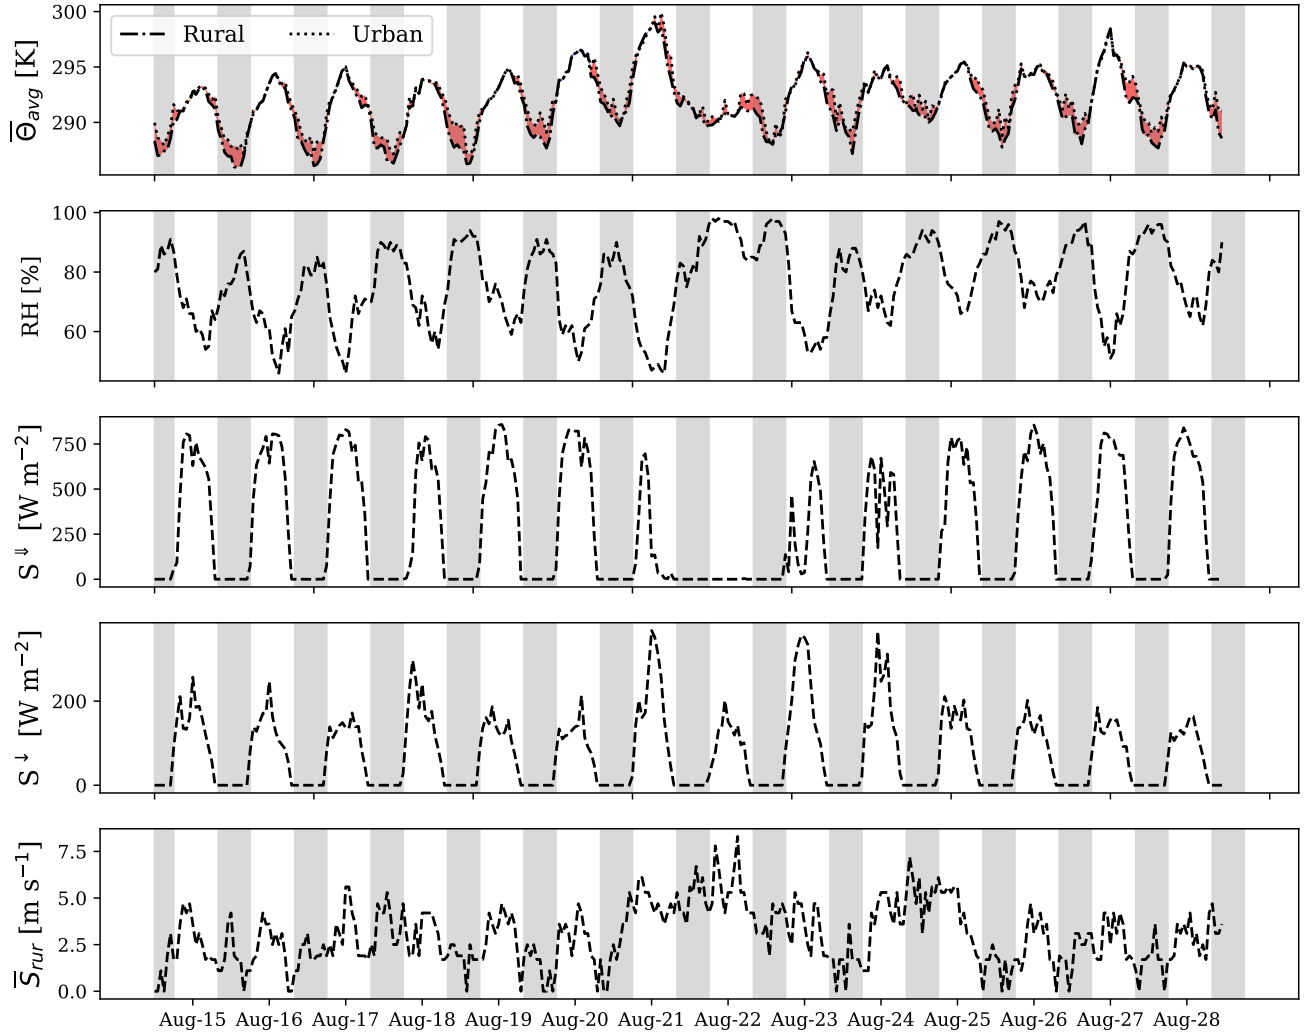 300
295
290
Θ̅avg [K]
Rural
Urban
100
80
60
RH [%]
750
500
250
0
S⇓ [W m−2]
200
0
S↓ [W m−2]
7.5
5.0
2.5
0.0
S̅rur [m s−1]
Aug-15 Aug-16 Aug-17 Aug-18 Aug-19 Aug-20 Aug-21 Aug-22 Aug-23 Aug-24 Aug-25 Aug-26 Aug-27 Aug-28